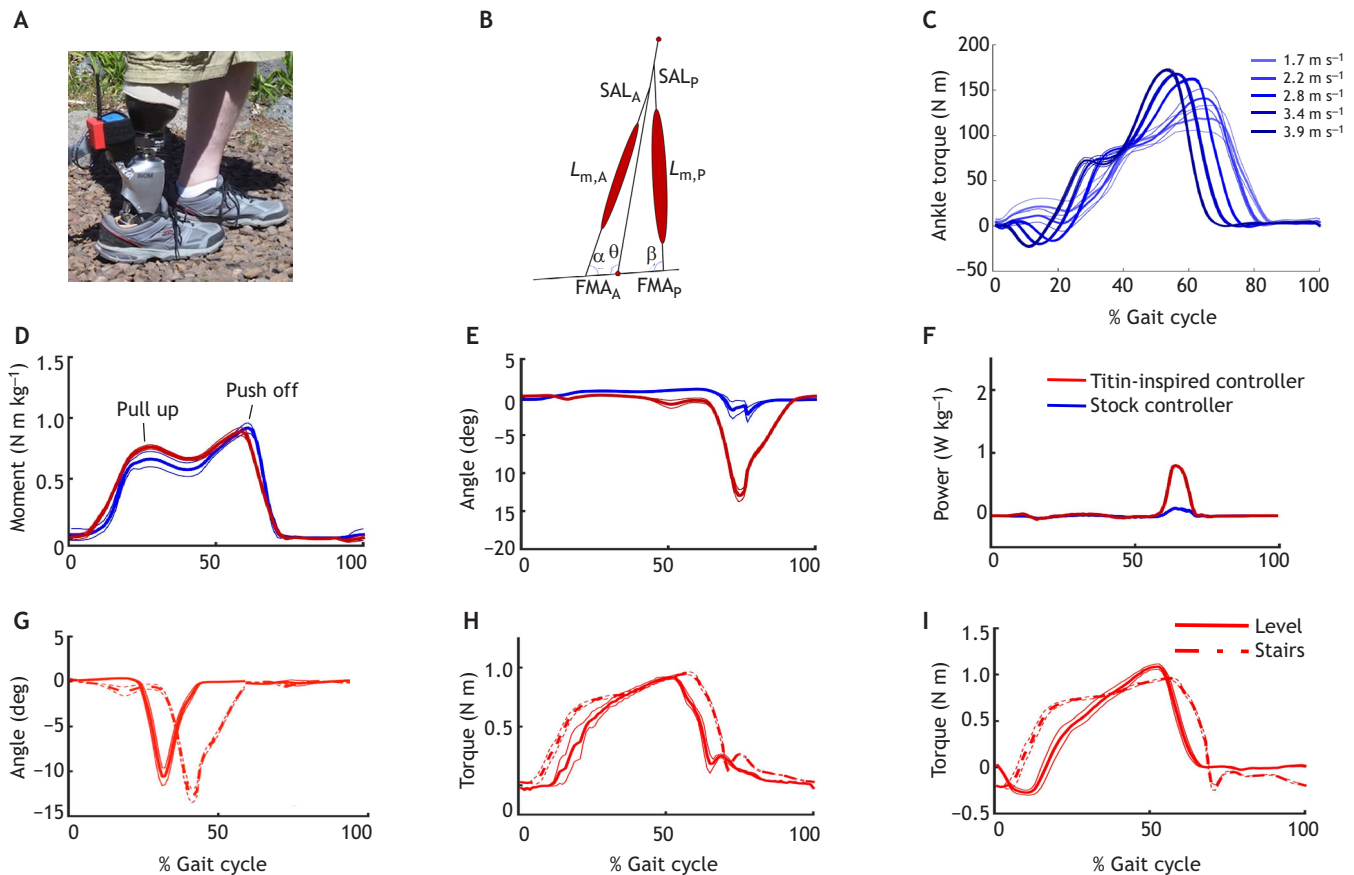 A
B
C
SAL_A
SAL_P
L_m,A
L_m,P
α θ β
FMA_A
FMA_P
Ankle torque (N m)
200
150
100
50
0
−50
0 20 40 60 80 100
% Gait cycle
1.7 m s⁻¹
2.2 m s⁻¹
2.8 m s⁻¹
3.4 m s⁻¹
3.9 m s⁻¹
D
Moment (N m kg⁻¹)
1.5
1.0
0.5
0
Pull up
Push off
0 50 100
E
Angle (deg)
5
0
−5
10
15
−20
0 50 100
F
Power (W kg⁻¹)
2
1
0
Titin-inspired controller
Stock controller
0 50 100
G
Angle (deg)
5
0
−5
−10
−15
0 50 100
% Gait cycle
H
Torque (N m)
1.0
0.5
0
0 50 100
% Gait cycle
I
Torque (N m)
1.5
1.0
0.5
0
−0.5
Level
Stairs
0 50 100
% Gait cycle